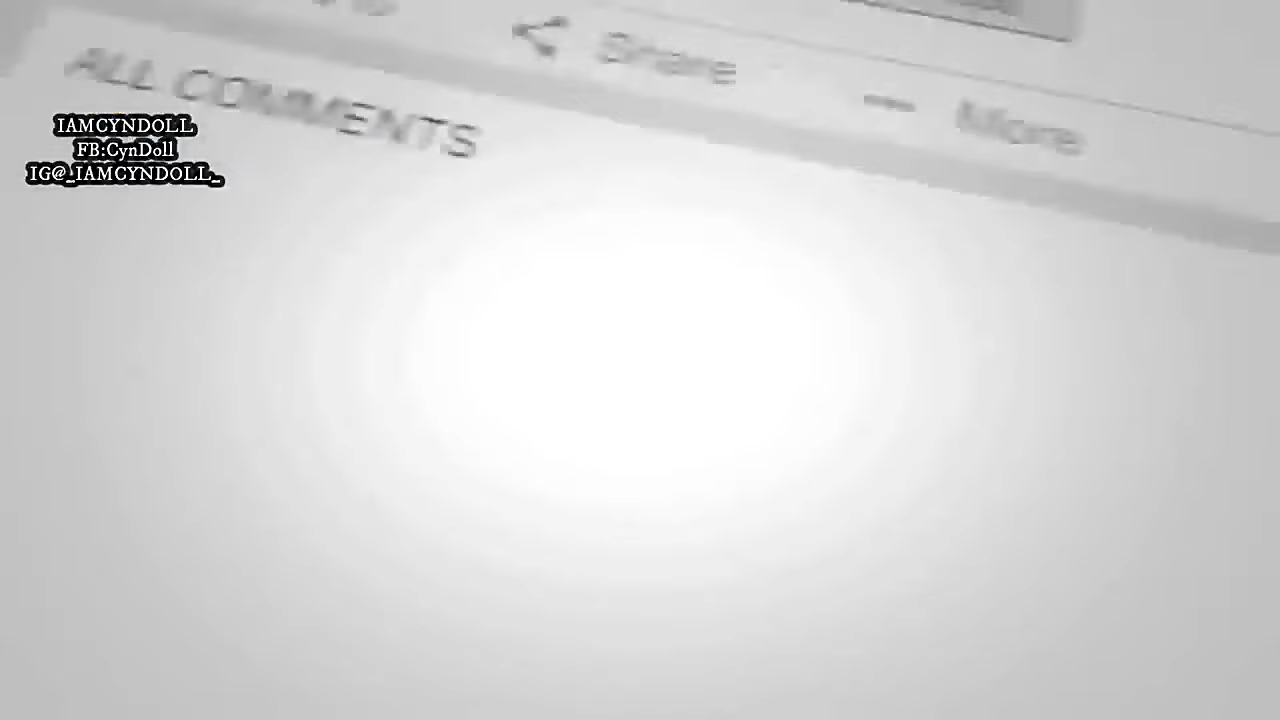 Share
More
ALL COMMENTS
IAMCYNDOLL
FB:CynDoll
IG@_IAMCYNDOLL_